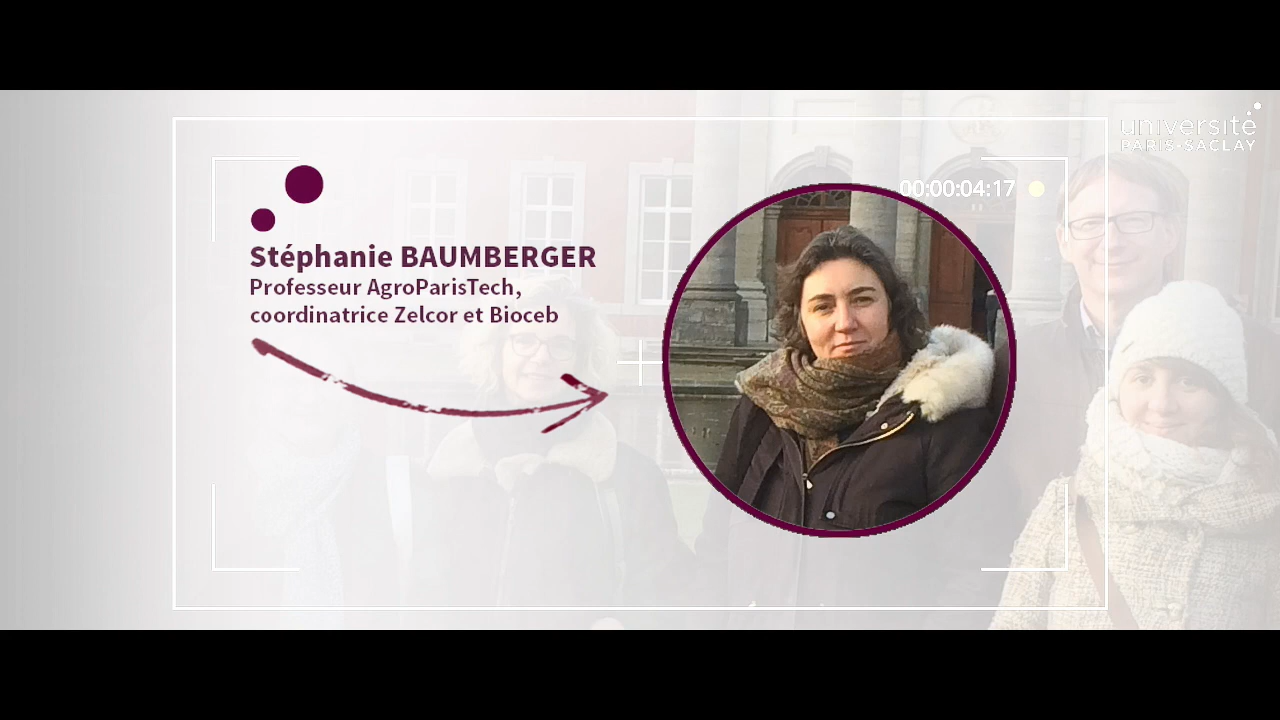 université
PARIS-SACLAY
00:00:04:17
Stéphanie BAUMBERGER
Professeur AgroParisTech,
coordinatrice Zelcor et Bioceb